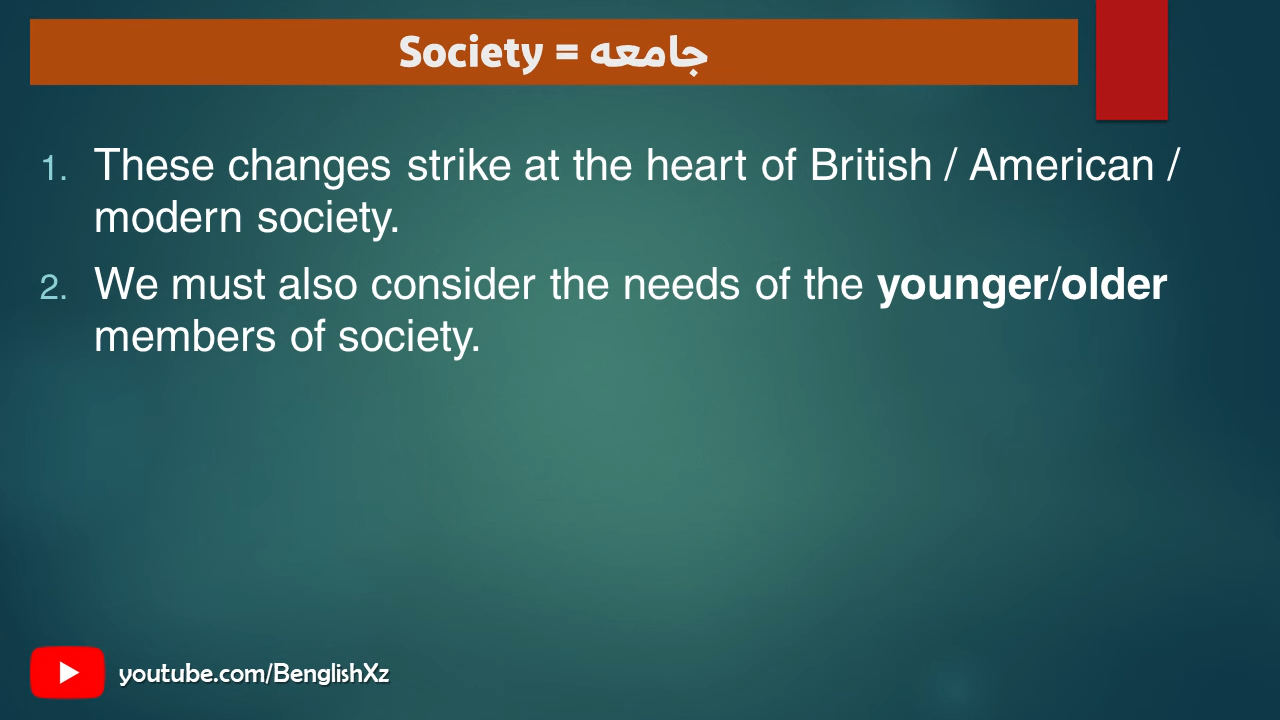 Society = جامعه
1. These changes strike at the heart of British / American /
modern society.
2. We must also consider the needs of the younger/older
members of society.
youtube.com/BenglishXz